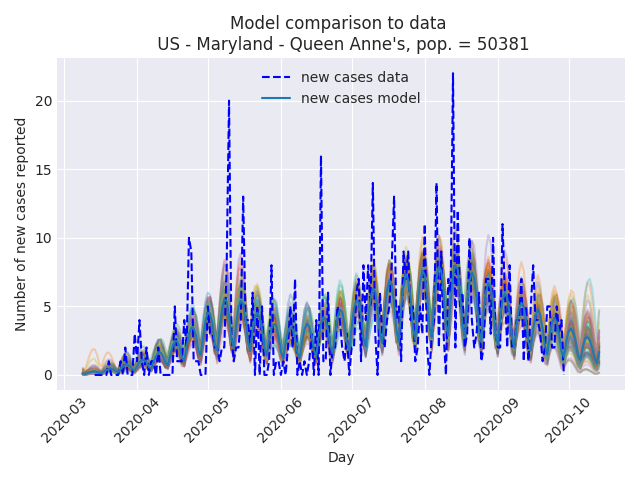 Model comparison to data
US - Maryland - Queen Anne's, pop. = 50381
new cases data
new cases model
Number of new cases reported
20
15
10
5
0
2020-03
2020-04
2020-05
2020-06
2020-07
2020-08
2020-09
2020-10
Day